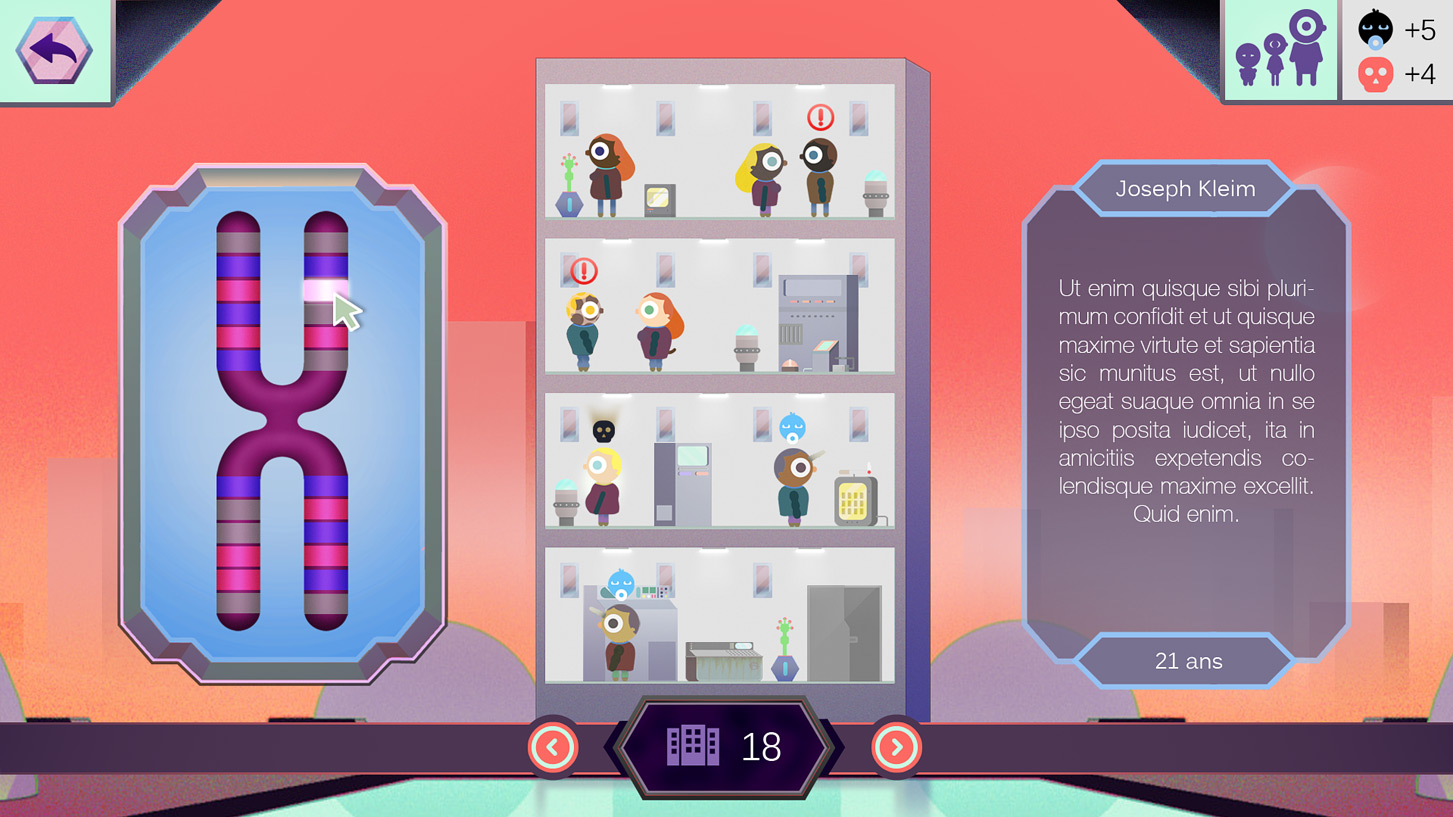 +5
+4
Joseph Kleim
Ut enim quisque sibi pluri-
mum confidit et ut quisque
maxime virtute et sapientia
sic munitus est, ut nullo
egeat suaque omnia in se
ipso posita iudicet, ita in
amicitiis expetendis co-
lendisque maxime excellit.
Quid enim.
21 ans
18